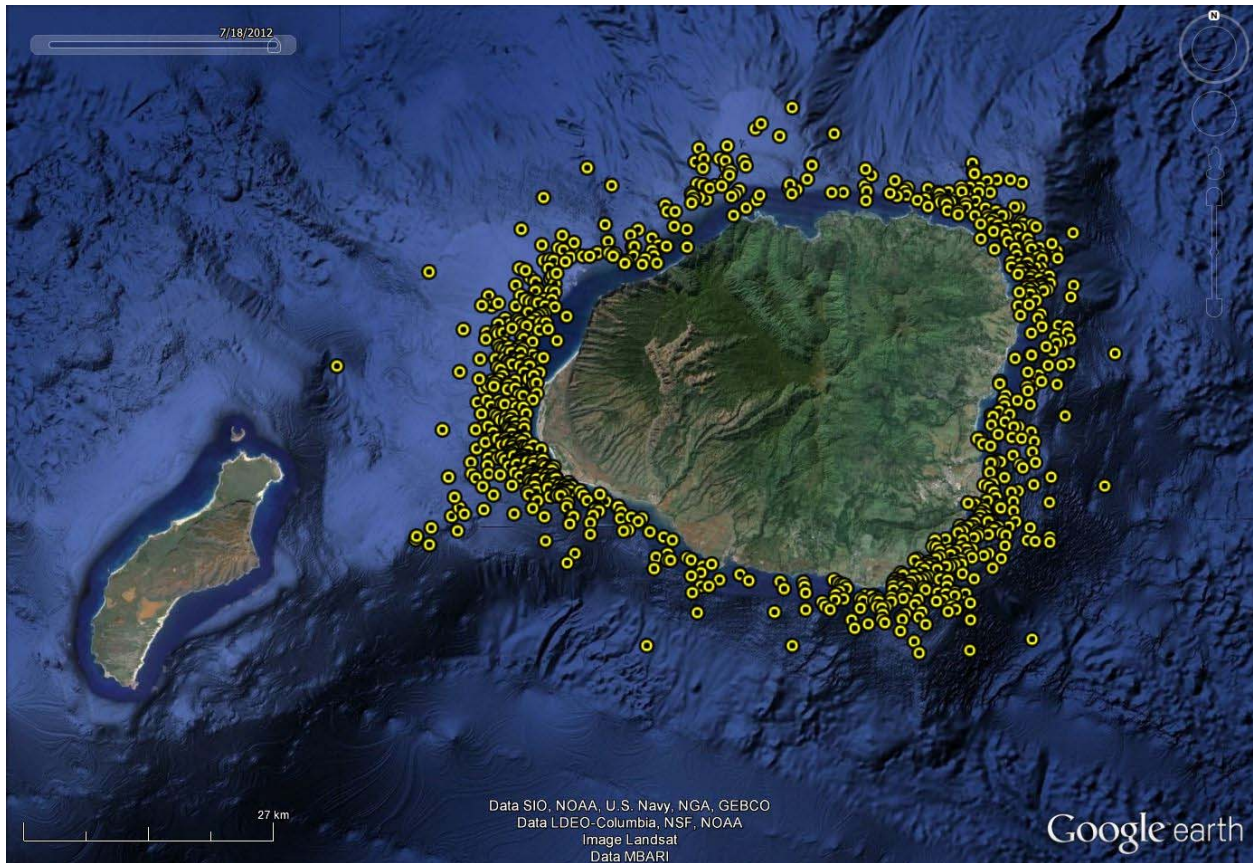 7/18/2012
N
27 km
Data SIO, NOAA, U.S. Navy, NGA, GEBCO
Data LDEO-Columbia, NSF, NOAA
Image Landsat
Data MBARI
Google earth